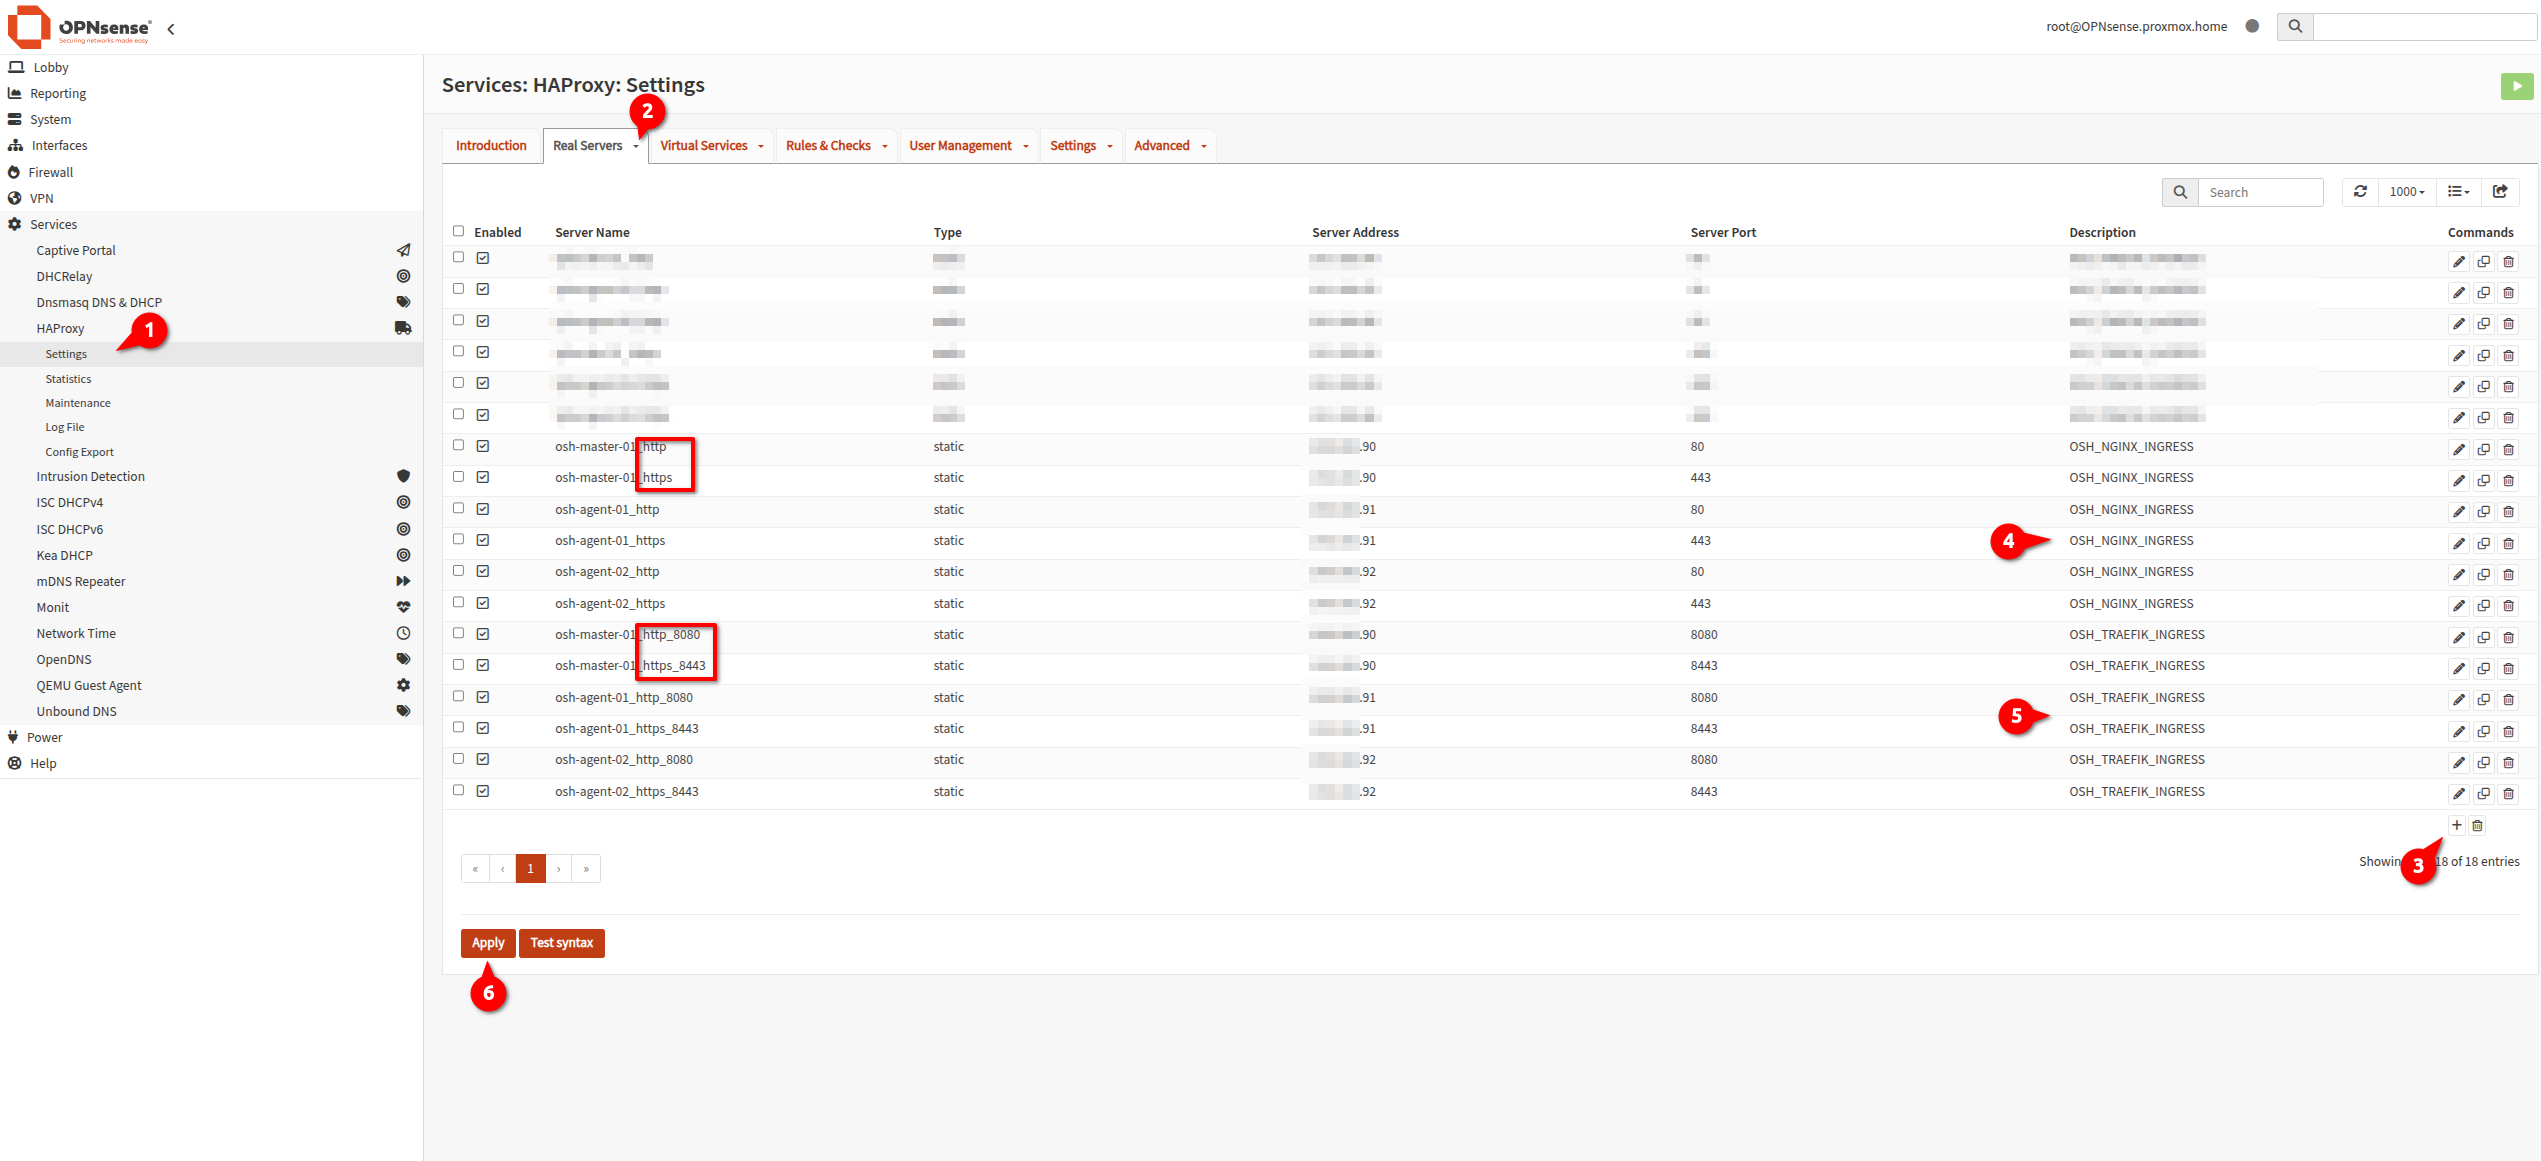 OPNsense
Securing networks made easy
root@OPNsense.proxmox.home
Lobby
Reporting
System
Interfaces
Firewall
VPN
Services
Captive Portal
DHCRelay
Dnsmasq DNS & DHCP
HAProxy
1
Settings
Statistics
Maintenance
Log File
Config Export
Intrusion Detection
ISC DHCPv4
ISC DHCPv6
Kea DHCP
mDNS Repeater
Monit
Network Time
OpenDNS
QEMU Guest Agent
Unbound DNS
Power
Help
Services: HAProxy: Settings
2
Introduction Real Servers Virtual Services Rules & Checks User Management Settings Advanced
Search 1000
Enabled Server Name Type Server Address Server Port Description Commands
osh-master-01_http static .90 80 OSH_NGINX_INGRESS
osh-master-01_https static .90 443 OSH_NGINX_INGRESS
osh-agent-01_http static .91 80 OSH_NGINX_INGRESS
osh-agent-01_https static .91 443 4 OSH_NGINX_INGRESS
osh-agent-02_http static .92 80 OSH_NGINX_INGRESS
osh-agent-02_https static .92 443 OSH_NGINX_INGRESS
osh-master-01_http_8080 static .90 8080 OSH_TRAEFIK_INGRESS
osh-master-01_https_8443 static .90 8443 OSH_TRAEFIK_INGRESS
osh-agent-01_http_8080 static .91 8080 OSH_TRAEFIK_INGRESS
5
osh-agent-01_https_8443 static .91 8443 OSH_TRAEFIK_INGRESS
osh-agent-02_http_8080 static .92 8080 OSH_TRAEFIK_INGRESS
osh-agent-02_https_8443 static .92 8443 OSH_TRAEFIK_INGRESS
« ‹ 1 › »
Showin 3 18 of 18 entries
Apply Test syntax
6